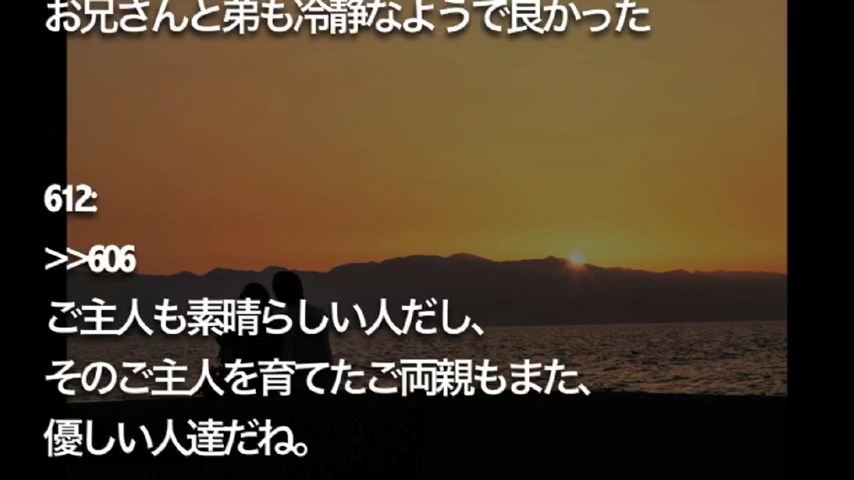 お兄さんと弟も冷静なようで良かった
612:
>>606
ご主人も素晴らしい人だし、
そのご主人を育てたご両親もまた、
優しい人達だね。